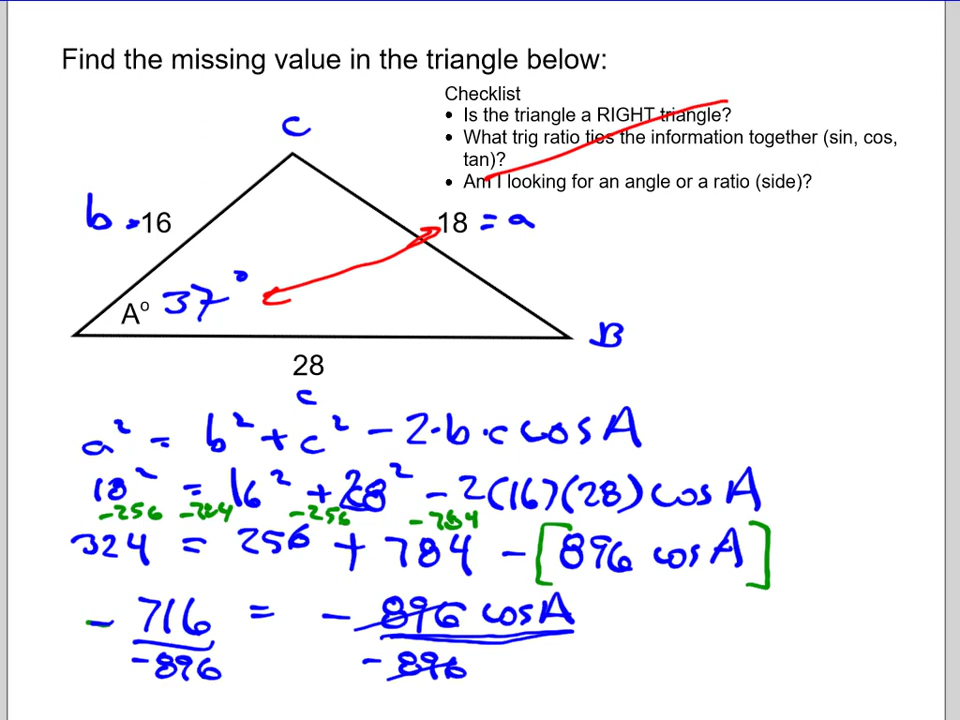 Find the missing value in the triangle below:
Checklist
• Is the triangle a RIGHT triangle?
• What trig ratio ties the information together (sin, cos,
tan)?
• Am I looking for an angle or a ratio (side)?
C
b = 16
18 = a
Aº 37°
B
28
c
a² = b² + c² - 2·b·c cos A
18² = 16² + 28² - 2(16)(28) cos A
-256 -784 -256 -784
324 = 256 + 784 - [896 cos A]
- 716 = - 896 cos A
-896 -896